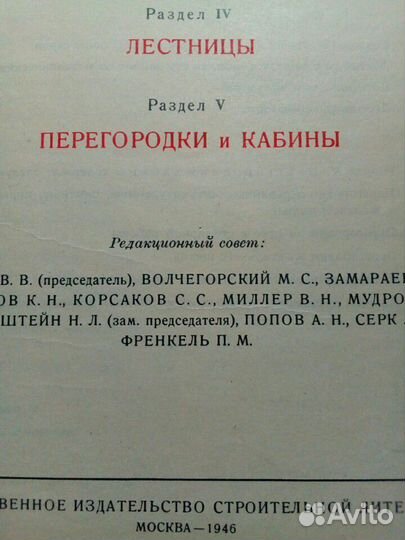 Раздел IV
ЛЕСТНИЦЫ
Раздел V
ПЕРЕГОРОДКИ и КАБИНЫ
Редакционный совет:
В. В. (председатель), ВОЛЧЕГОРСКИЙ М. С., ЗАМАРАЕ
ОВ К. Н., КОРСАКОВ С. С., МИЛЛЕР В. Н., МУДРО
ШТЕЙН Н. Л. (зам. председателя), ПОПОВ А. Н., СЕРК
ФРЕНКЕЛЬ П. М.
ВЕННОЕ ИЗДАТЕЛЬСТВО СТРОИТЕЛЬНОЙ ЛИТЕ
МОСКВА—1946
Avito